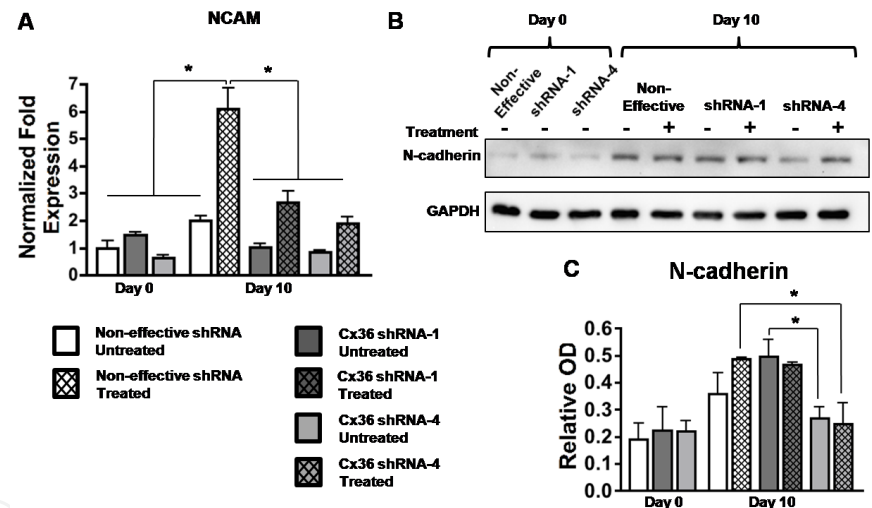 A
NCAM
*
*
Normalized Fold
Expression
7
6
5
4
3
2
1
0
Day 0
Day 10
Non-effective shRNA
Untreated
Non-effective shRNA
Treated
Cx36 shRNA-1
Untreated
Cx36 shRNA-1
Treated
Cx36 shRNA-4
Untreated
Cx36 shRNA-4
Treated
B
Day 0
Day 10
Non-
Effective
shRNA-1
shRNA-4
Non-
Effective
shRNA-1
shRNA-4
Treatment - - - - + - + - +
N-cadherin
GAPDH
C
N-cadherin
*
*
Relative OD
0.6
0.5
0.4
0.3
0.2
0.1
0.0
Day 0
Day 10